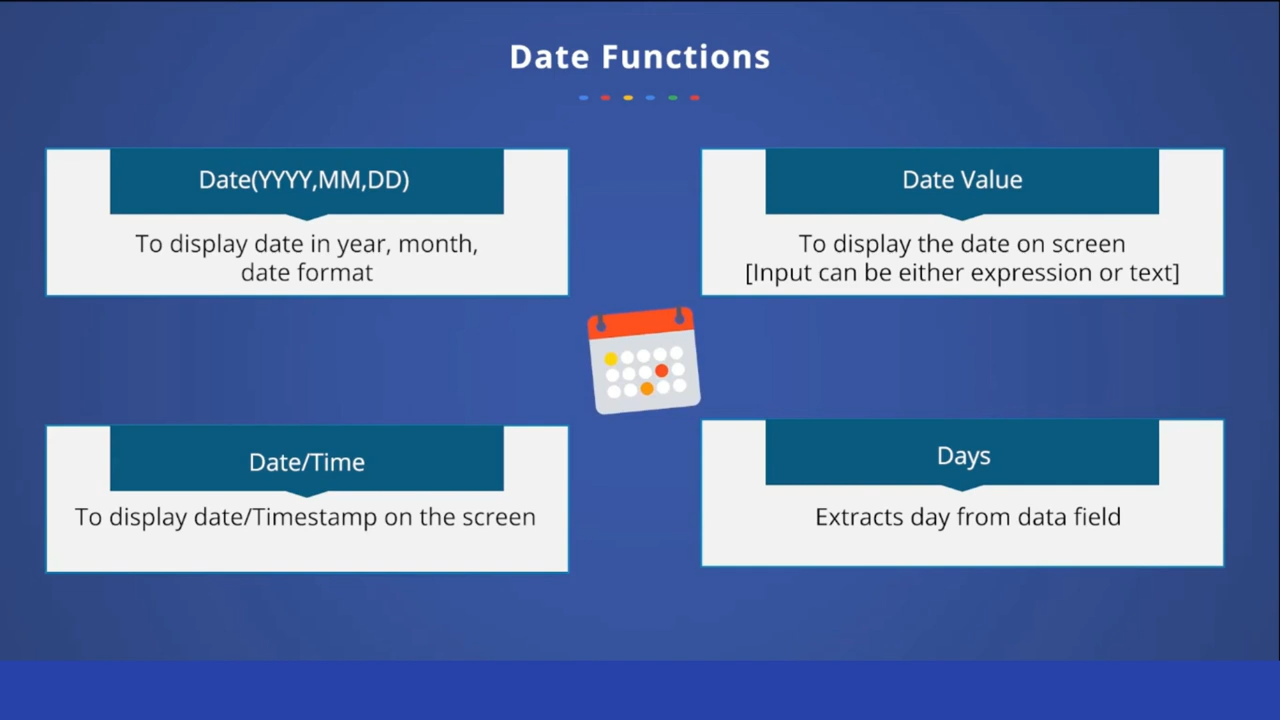 Date Functions
Date(YYYY,MM,DD)
To display date in year, month,
date format
Date Value
To display the date on screen
[Input can be either expression or text]
Date/Time
To display date/Timestamp on the screen
Days
Extracts day from data field